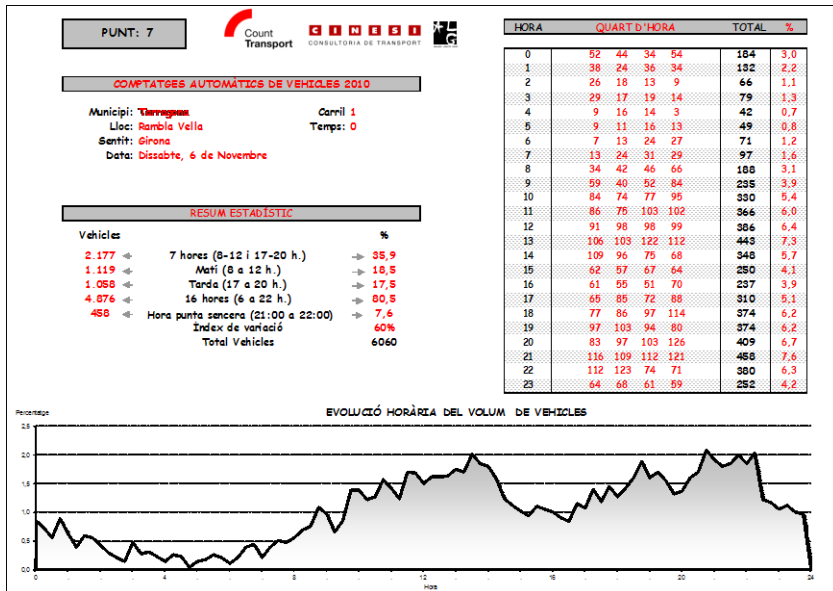 PUNT: 7
Count
Transport
CINESI
CONSULTORIA DE TRANSPORT
COMPTATGES AUTOMÀTICS DE VEHICLES 2010
Municipi: Carril 1
Lloc: Rambla Vella Temps: 0
Sentit: Girona
Data: Dissabte, 6 de Novembre
RESUM ESTADÍSTIC
Vehicles %
2.177 7 hores (8-12 i 17-20 h.) 35,9
1.119 Matí (8 a 12 h.) 18,5
1.058 Tarda (17 a 20 h.) 17,5
4.876 16 hores (6 a 22 h.) 80,5
458 Hora punta sencera (21:00 a 22:00) 7,6
Índex de variació 60%
Total Vehicles 6060
HORA QUART D'HORA TOTAL %
0 52 44 34 54 184 3,0
1 38 24 36 34 132 2,2
2 26 18 13 9 66 1,1
3 29 17 19 14 79 1,3
4 9 16 14 3 42 0,7
5 9 11 16 13 49 0,8
6 7 13 24 27 71 1,2
7 13 24 31 29 97 1,6
8 34 42 46 66 188 3,1
9 59 40 52 84 235 3,9
10 84 74 77 95 330 5,4
11 86 75 103 102 366 6,0
12 91 98 98 99 386 6,4
13 106 103 122 112 443 7,3
14 109 96 75 68 348 5,7
15 62 57 67 64 250 4,1
16 61 55 51 70 237 3,9
17 65 85 72 88 310 5,1
18 77 86 97 114 374 6,2
19 97 103 94 80 374 6,2
20 83 97 103 126 409 6,7
21 116 109 112 121 458 7,6
22 112 123 74 71 380 6,3
23 64 68 61 59 252 4,2
EVOLUCIÓ HORÀRIA DEL VOLUM DE VEHICLES
Percentatge
2,5
2,0
1,5
1,0
0,5
0,0
0 4 8 12 16 20 24
Hora